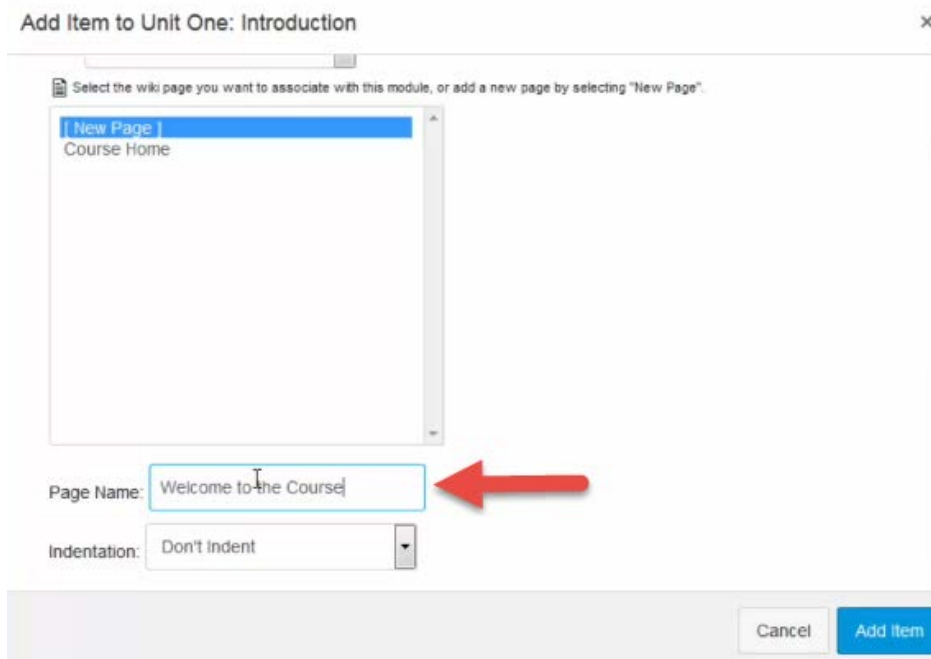 Add Item to Unit One: Introduction
Select the wiki page you want to associate with this module, or add a new page by selecting "New Page".
[ New Page ]
Course Home
Page Name: Welcome to the Course
Indentation: Don't Indent
Cancel Add Item